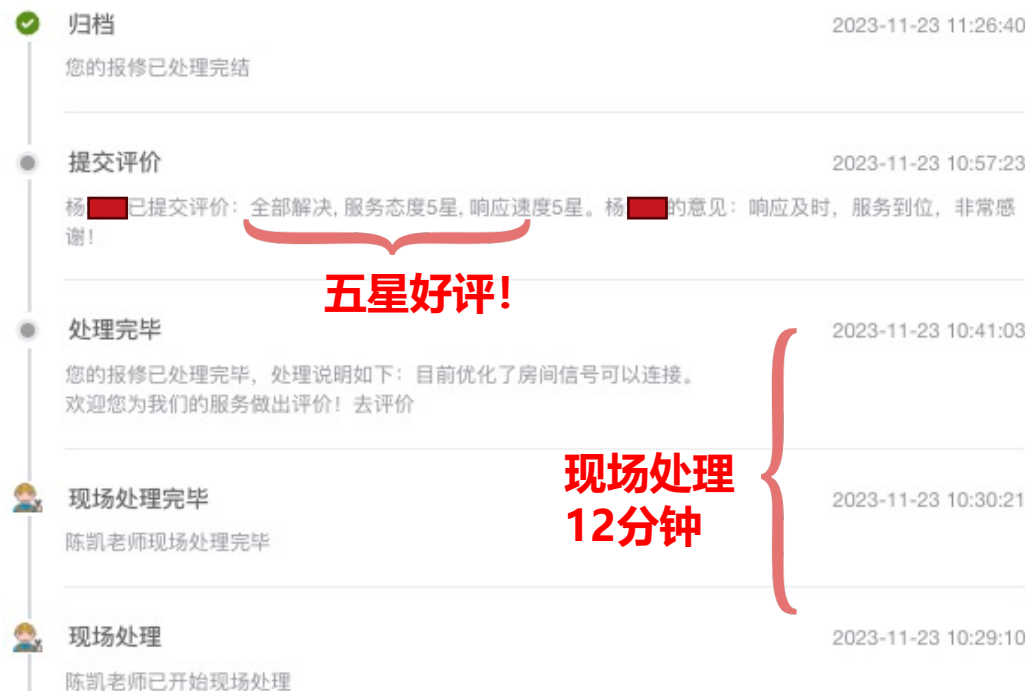 归档 2023-11-23 11:26:40
您的报修已处理完结
提交评价 2023-11-23 10:57:23
杨 已提交评价：全部解决, 服务态度5星, 响应速度5星。杨 的意见：响应及时，服务到位，非常感
谢！
五星好评！
处理完毕 2023-11-23 10:41:03
您的报修已处理完毕，处理说明如下：目前优化了房间信号可以连接。
欢迎您为我们的服务做出评价！去评价
现场处理
12分钟
现场处理完毕 2023-11-23 10:30:21
陈凯老师现场处理完毕
现场处理 2023-11-23 10:29:10
陈凯老师已开始现场处理